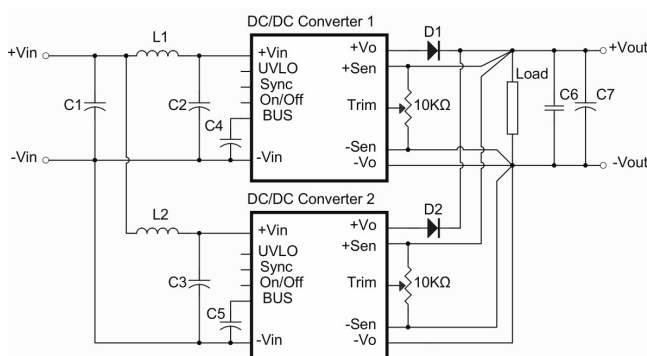 DC/DC Converter 1
L1
D1
+Vin
+Vin
+Vo
+Vout
UVLO
+Sen
Sync
Load
C1
C2
On/Off
Trim
10KΩ
C6
C7
C4
BUS
-Sen
-Vin
-Vin
-Vo
-Vout
DC/DC Converter 2
L2
D2
+Vin
+Vo
UVLO
+Sen
Sync
C3
On/Off
Trim
10KΩ
BUS
C5
-Sen
-Vin
-Vo